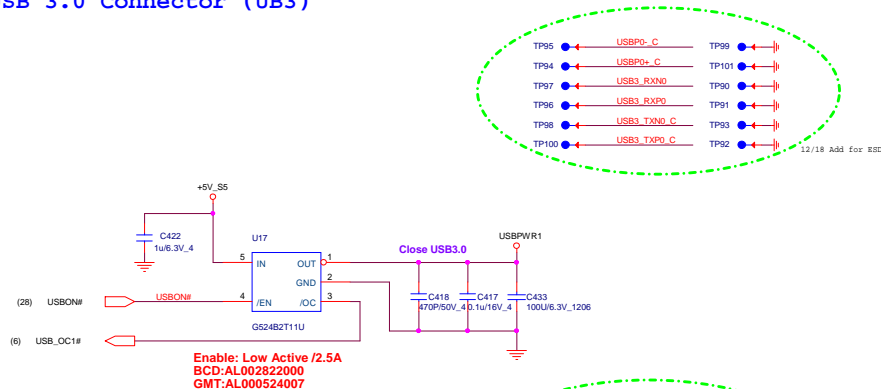 SB 3.0 Connector (UB3)
TP95 USBP0-_C TP99
TP94 USBP0+_C TP101
TP97 USB3_RXN0 TP90
TP96 USB3_RXP0 TP91
TP98 USB3_TXN0_C TP93
TP100 USB3_TXP0_C TP92
12/18 Add for ESD
+5V_S5
C422
1u/6.3V_4
U17
5 IN OUT 1
GND 2
4 /EN /OC 3
G524B2T11U
Close USB3.0
USBPWR1
C418
470P/50V_4
C417
0.1u/16V_4
C433
100U/6.3V_1206
(28) USBON# USBON#
(6) USB_OC1#
Enable: Low Active /2.5A
BCD:AL002822000
GMT:AL000524007